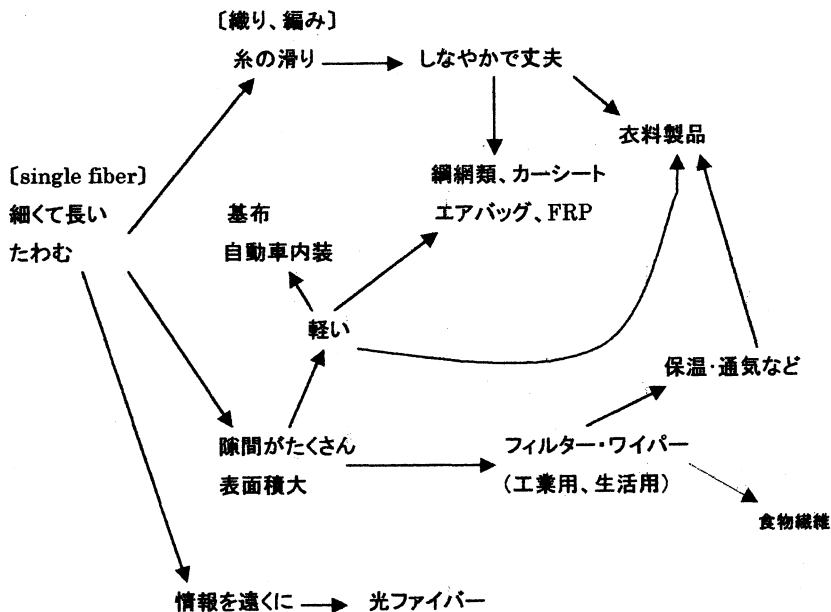 〔織り、編み〕
糸の滑り
しなやかで丈夫
衣料製品
〔single fiber〕
細くて長い
たわむ
綱網類、カーシート
エアバッグ、FRP
基布
自動車内装
軽い
保温・通気など
隙間がたくさん
表面積大
フィルター・ワイパー
(工業用、生活用)
食物繊維
情報を遠くに
光ファイバー